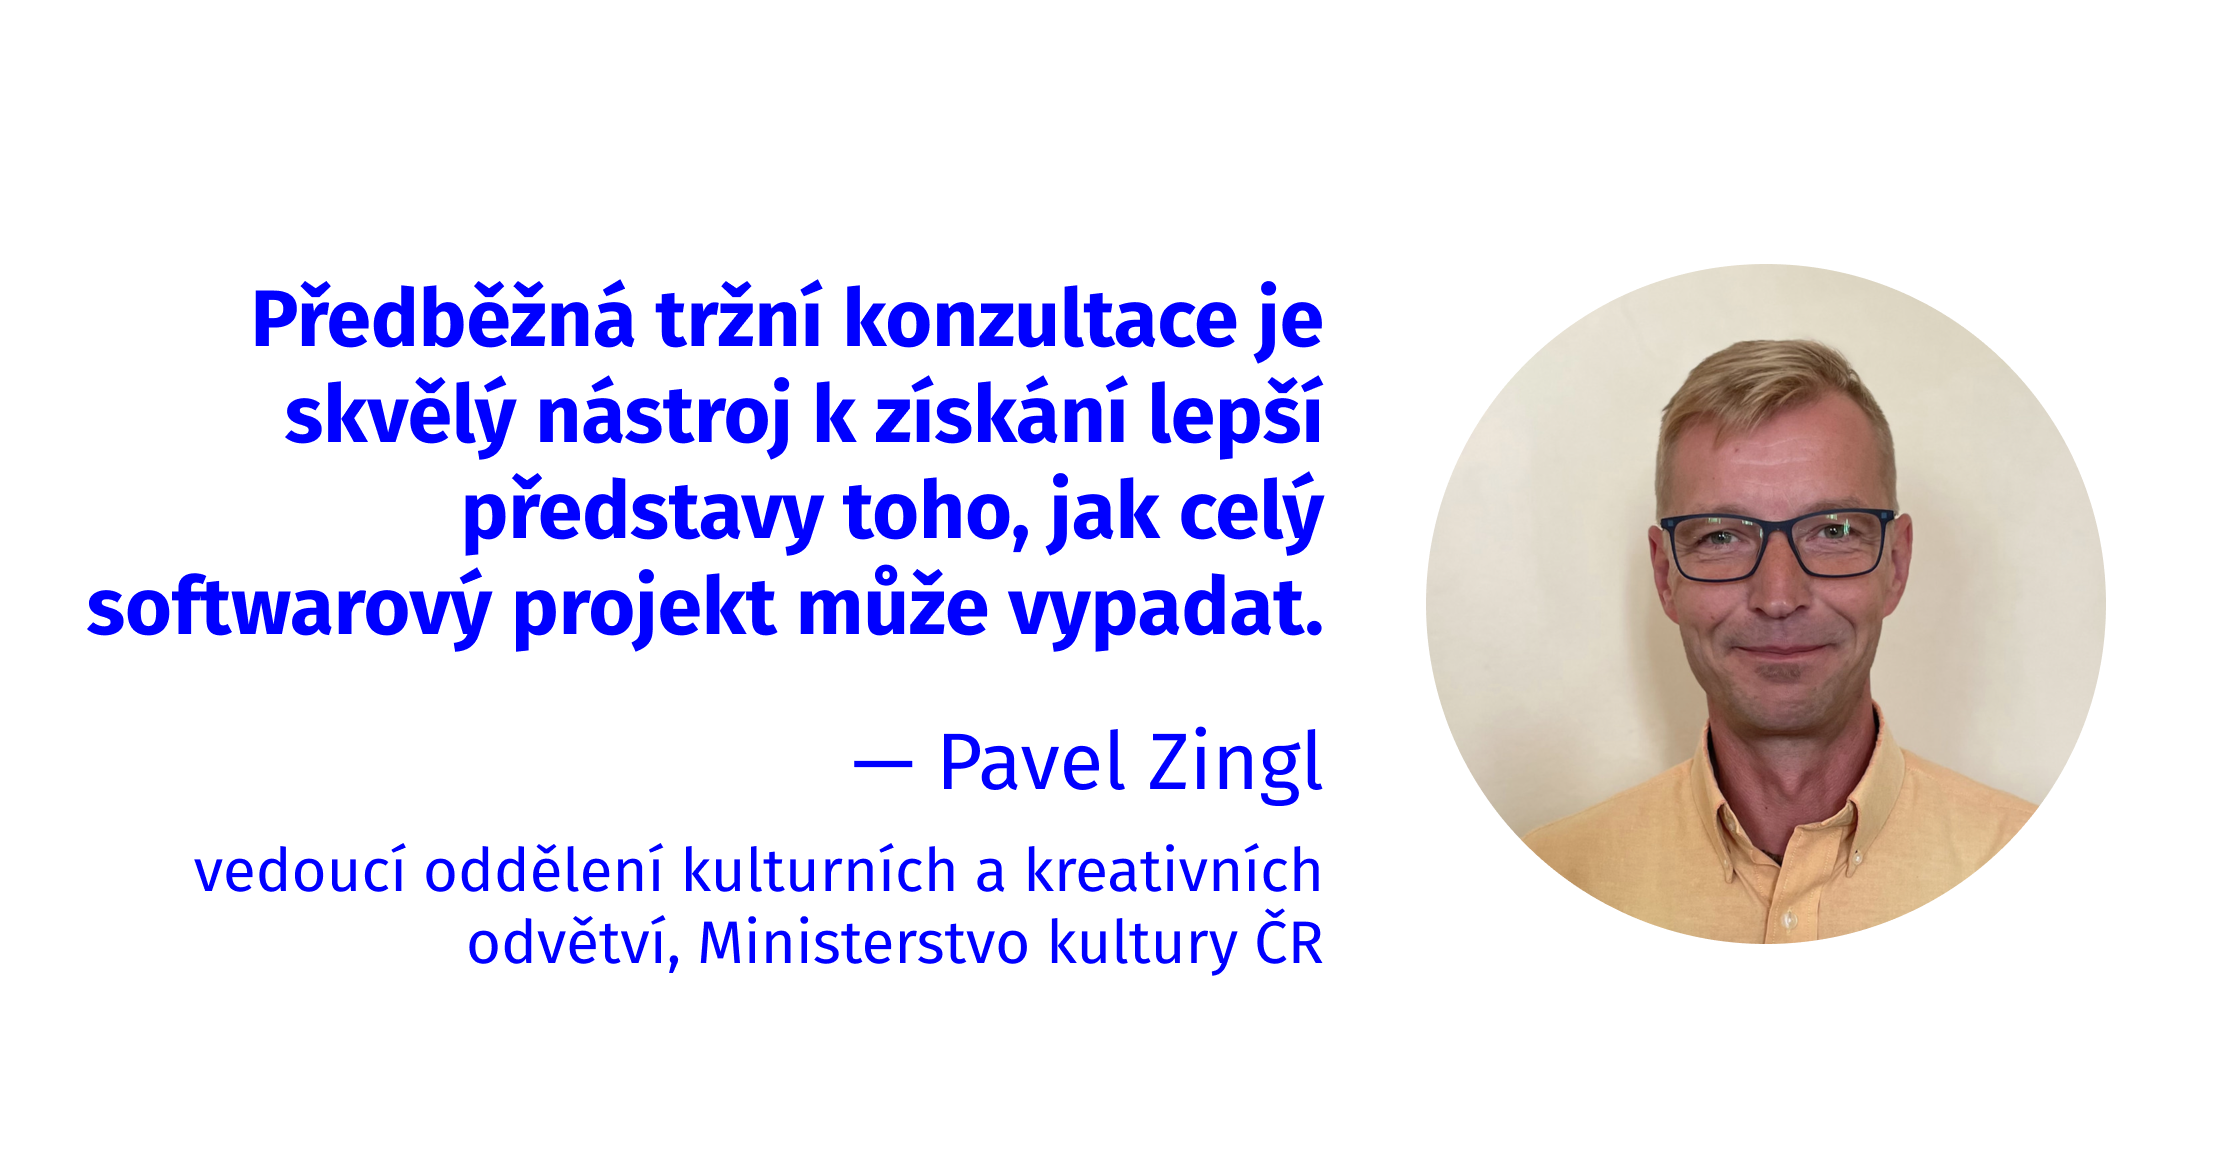 Předběžná tržní konzultace je
skvělý nástroj k získání lepší
představy toho, jak celý
softwarový projekt může vypadat.
— Pavel Zingl
vedoucí oddělení kulturních a kreativních
odvětví, Ministerstvo kultury ČR